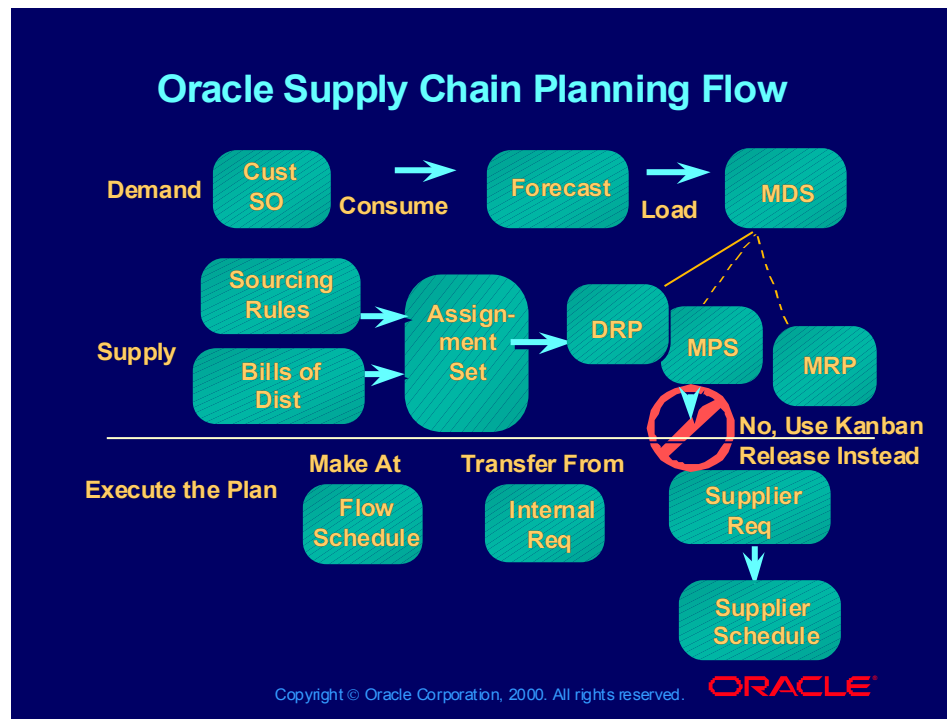 Oracle Supply Chain Planning Flow
Demand
Cust
SO
Consume
Forecast
Load
MDS
Supply
Sourcing
Rules
Bills of
Dist
Assign-
ment
Set
DRP
MPS
MRP
No, Use Kanban
Release Instead
Execute the Plan
Make At
Flow
Schedule
Transfer From
Internal
Req
Supplier
Req
Supplier
Schedule
Copyright © Oracle Corporation, 2000. All rights reserved.
ORACLE®